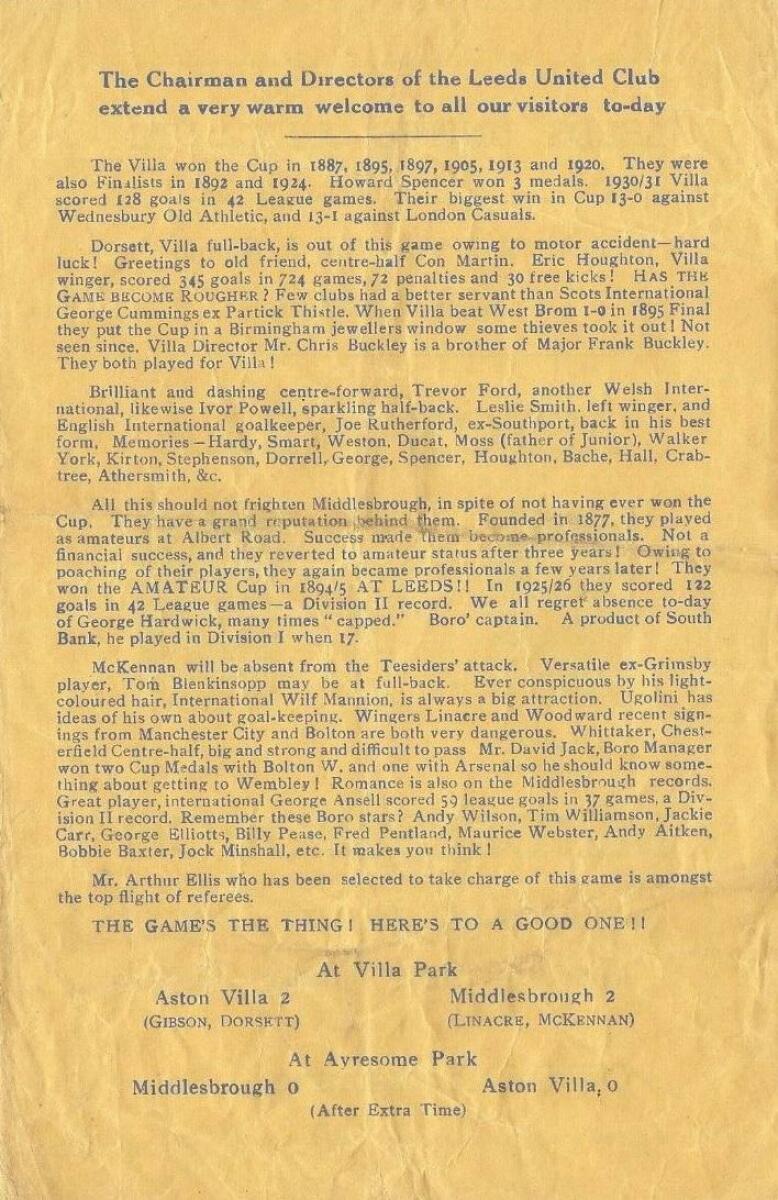 The Chairman and Directors of the Leeds United Club
extend a very warm welcome to all our visitors to-day
The Villa won the Cup in 1887, 1895, 1897, 1905, 1913 and 1920. They were
also Finalists in 1892 and 1924. Howard Spencer won 3 medals. 1930/31 Villa
scored 128 goals in 42 League games. Their biggest win in Cup 13-0 against
Wednesbury Old Athletic, and 13-1 against London Casuals.
Dorsett, Villa full-back, is out of this game owing to motor accident—hard
luck! Greetings to old friend, centre-half Con Martin. Eric Houghton, Villa
winger, scored 345 goals in 724 games, 72 penalties and 30 free kicks! HAS THE
GAME BECOME ROUGHER? Few clubs had a better servant than Scots International
George Cummings ex Partick Thistle. When Villa beat West Brom 1-0 in 1895 Final
they put the Cup in a Birmingham jewellers window some thieves took it out! Not
seen since. Villa Director Mr. Chris Buckley is a brother of Major Frank Buckley.
They both played for Villa!
Brilliant and dashing centre-forward, Trevor Ford, another Welsh Inter-
national, likewise Ivor Powell, sparkling half-back. Leslie Smith. left winger, and
English International goalkeeper, Joe Rutherford, ex-Southport, back in his best
form. Memories—Hardy, Smart, Weston, Ducat, Moss (father of Junior), Walker
York, Kirton, Stephenson, Dorrell, George, Spencer, Houghton, Bache, Hall, Crab-
tree, Athersmith, &c.
All this should not frighten Middlesbrough, in spite of not having ever won the
Cup. They have a grand reputation behind them. Founded in 1877, they played
as amateurs at Albert Road. Success made them become professionals. Not a
financial success, and they reverted to amateur status after three years! Owing to
poaching of their players, they again became professionals a few years later! They
won the AMATEUR Cup in 1894/5 AT LEEDS!! In 1925/26 they scored 122
goals in 42 League games—a Division II record. We all regret absence to-day
of George Hardwick, many times "capped." Boro' captain. A product of South
Bank, he played in Division I when 17.
McKennan will be absent from the Teesiders' attack. Versatile ex-Grimsby
player, Tom Blenkinsopp may be at full-back. Ever conspicuous by his light-
coloured hair, International Wilf Mannion, is always a big attraction. Ugolini has
ideas of his own about goal-keeping. Wingers Linacre and Woodward recent sign-
ings from Manchester City and Bolton are both very dangerous. Whittaker, Chest-
erfield Centre-half, big and strong and difficult to pass Mr. David Jack, Boro Manager
won two Cup Medals with Bolton W. and one with Arsenal so he should know some-
thing about getting to Wembley! Romance is also on the Middlesbrough records.
Great player, international George Ansell scored 59 league goals in 37 games, a Div-
ision II record. Remember these Boro stars? Andy Wilson, Tim Williamson, Jackie
Carr, George Elliotts, Billy Pease, Fred Pentland, Maurice Webster, Andy Aitken,
Bobbie Baxter, Jock Minshall, etc. It makes you think!
Mr. Arthur Ellis who has been selected to take charge of this game is amongst
the top flight of referees.
THE GAME'S THE THING! HERE'S TO A GOOD ONE!!
At Villa Park
Aston Villa 2 Middlesbrough 2
(GIBSON, DORSETT) (LINACRE, MCKENNAN)
At Ayresome Park
Middlesbrough 0 Aston Villa, 0
(After Extra Time)